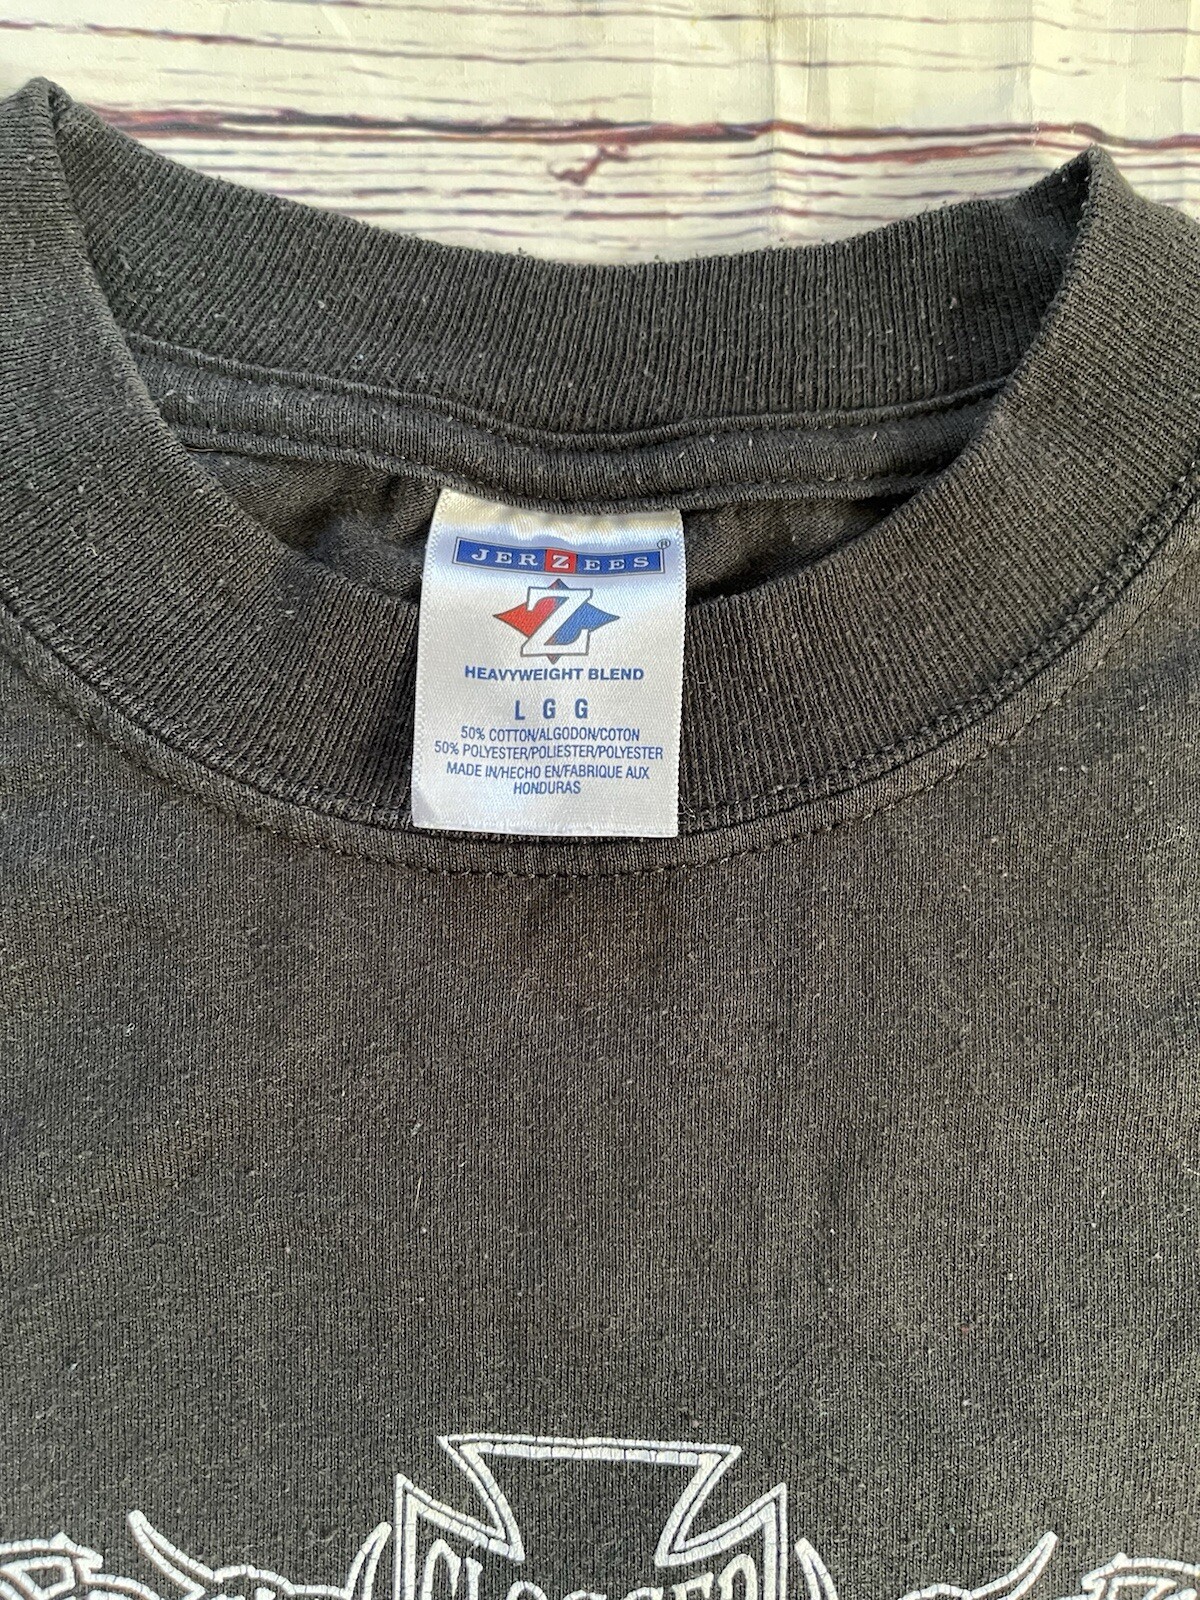 JERZEES®
Z
HEAVYWEIGHT BLEND
L G G
50% COTTON/ALGODON/COTON
50% POLYESTER/POLIESTER/POLYESTER
MADE IN/HECHO EN/FABRIQUE AUX
HONDURAS